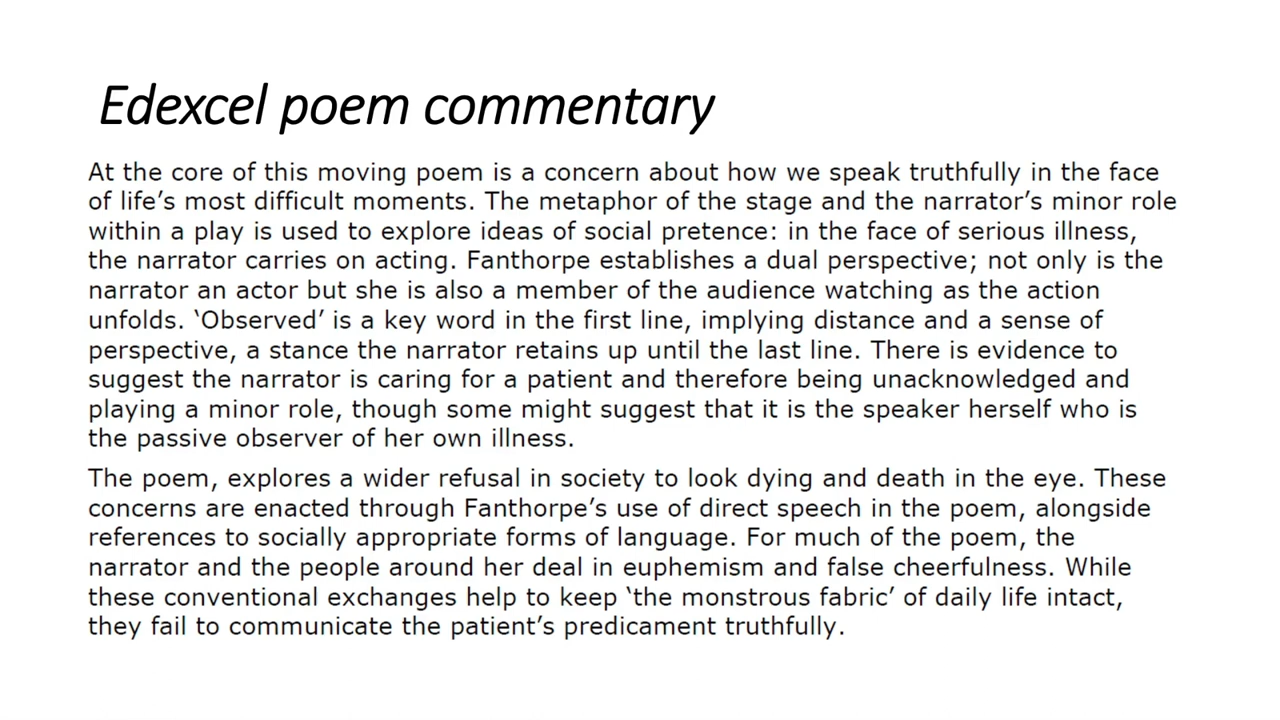 Edexcel poem commentary
At the core of this moving poem is a concern about how we speak truthfully in the face
of life’s most difficult moments. The metaphor of the stage and the narrator’s minor role
within a play is used to explore ideas of social pretence: in the face of serious illness,
the narrator carries on acting. Fanthorpe establishes a dual perspective; not only is the
narrator an actor but she is also a member of the audience watching as the action
unfolds. ‘Observed’ is a key word in the first line, implying distance and a sense of
perspective, a stance the narrator retains up until the last line. There is evidence to
suggest the narrator is caring for a patient and therefore being unacknowledged and
playing a minor role, though some might suggest that it is the speaker herself who is
the passive observer of her own illness.
The poem, explores a wider refusal in society to look dying and death in the eye. These
concerns are enacted through Fanthorpe’s use of direct speech in the poem, alongside
references to socially appropriate forms of language. For much of the poem, the
narrator and the people around her deal in euphemism and false cheerfulness. While
these conventional exchanges help to keep ‘the monstrous fabric’ of daily life intact,
they fail to communicate the patient’s predicament truthfully.